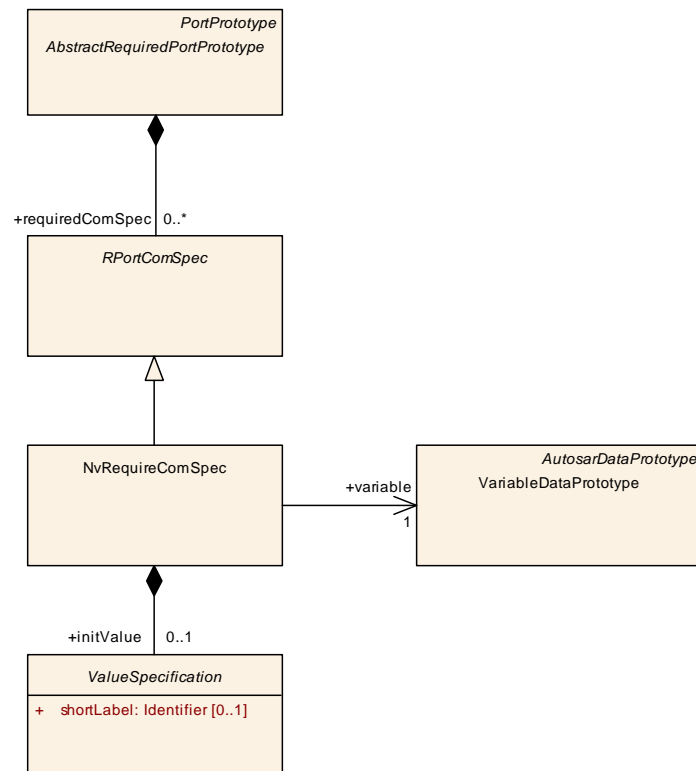 PortPrototype
AbstractRequiredPortPrototype
+requiredComSpec 0..*
RPortComSpec
NvRequireComSpec
AutosarDataPrototype
VariableDataPrototype
+variable
1
+initValue 0..1
ValueSpecification
+ shortLabel: Identifier [0..1]